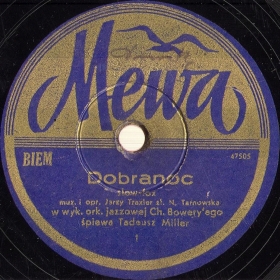 Mewa
BIEM
47505
Dobranoc
slow-fox
muz. i opr. Jerzy Trazler sł. N. Tarnowska
w wyk. ork. jazzowej Ch. Bowery'ego
śpiewa Tadeusz Miller
1